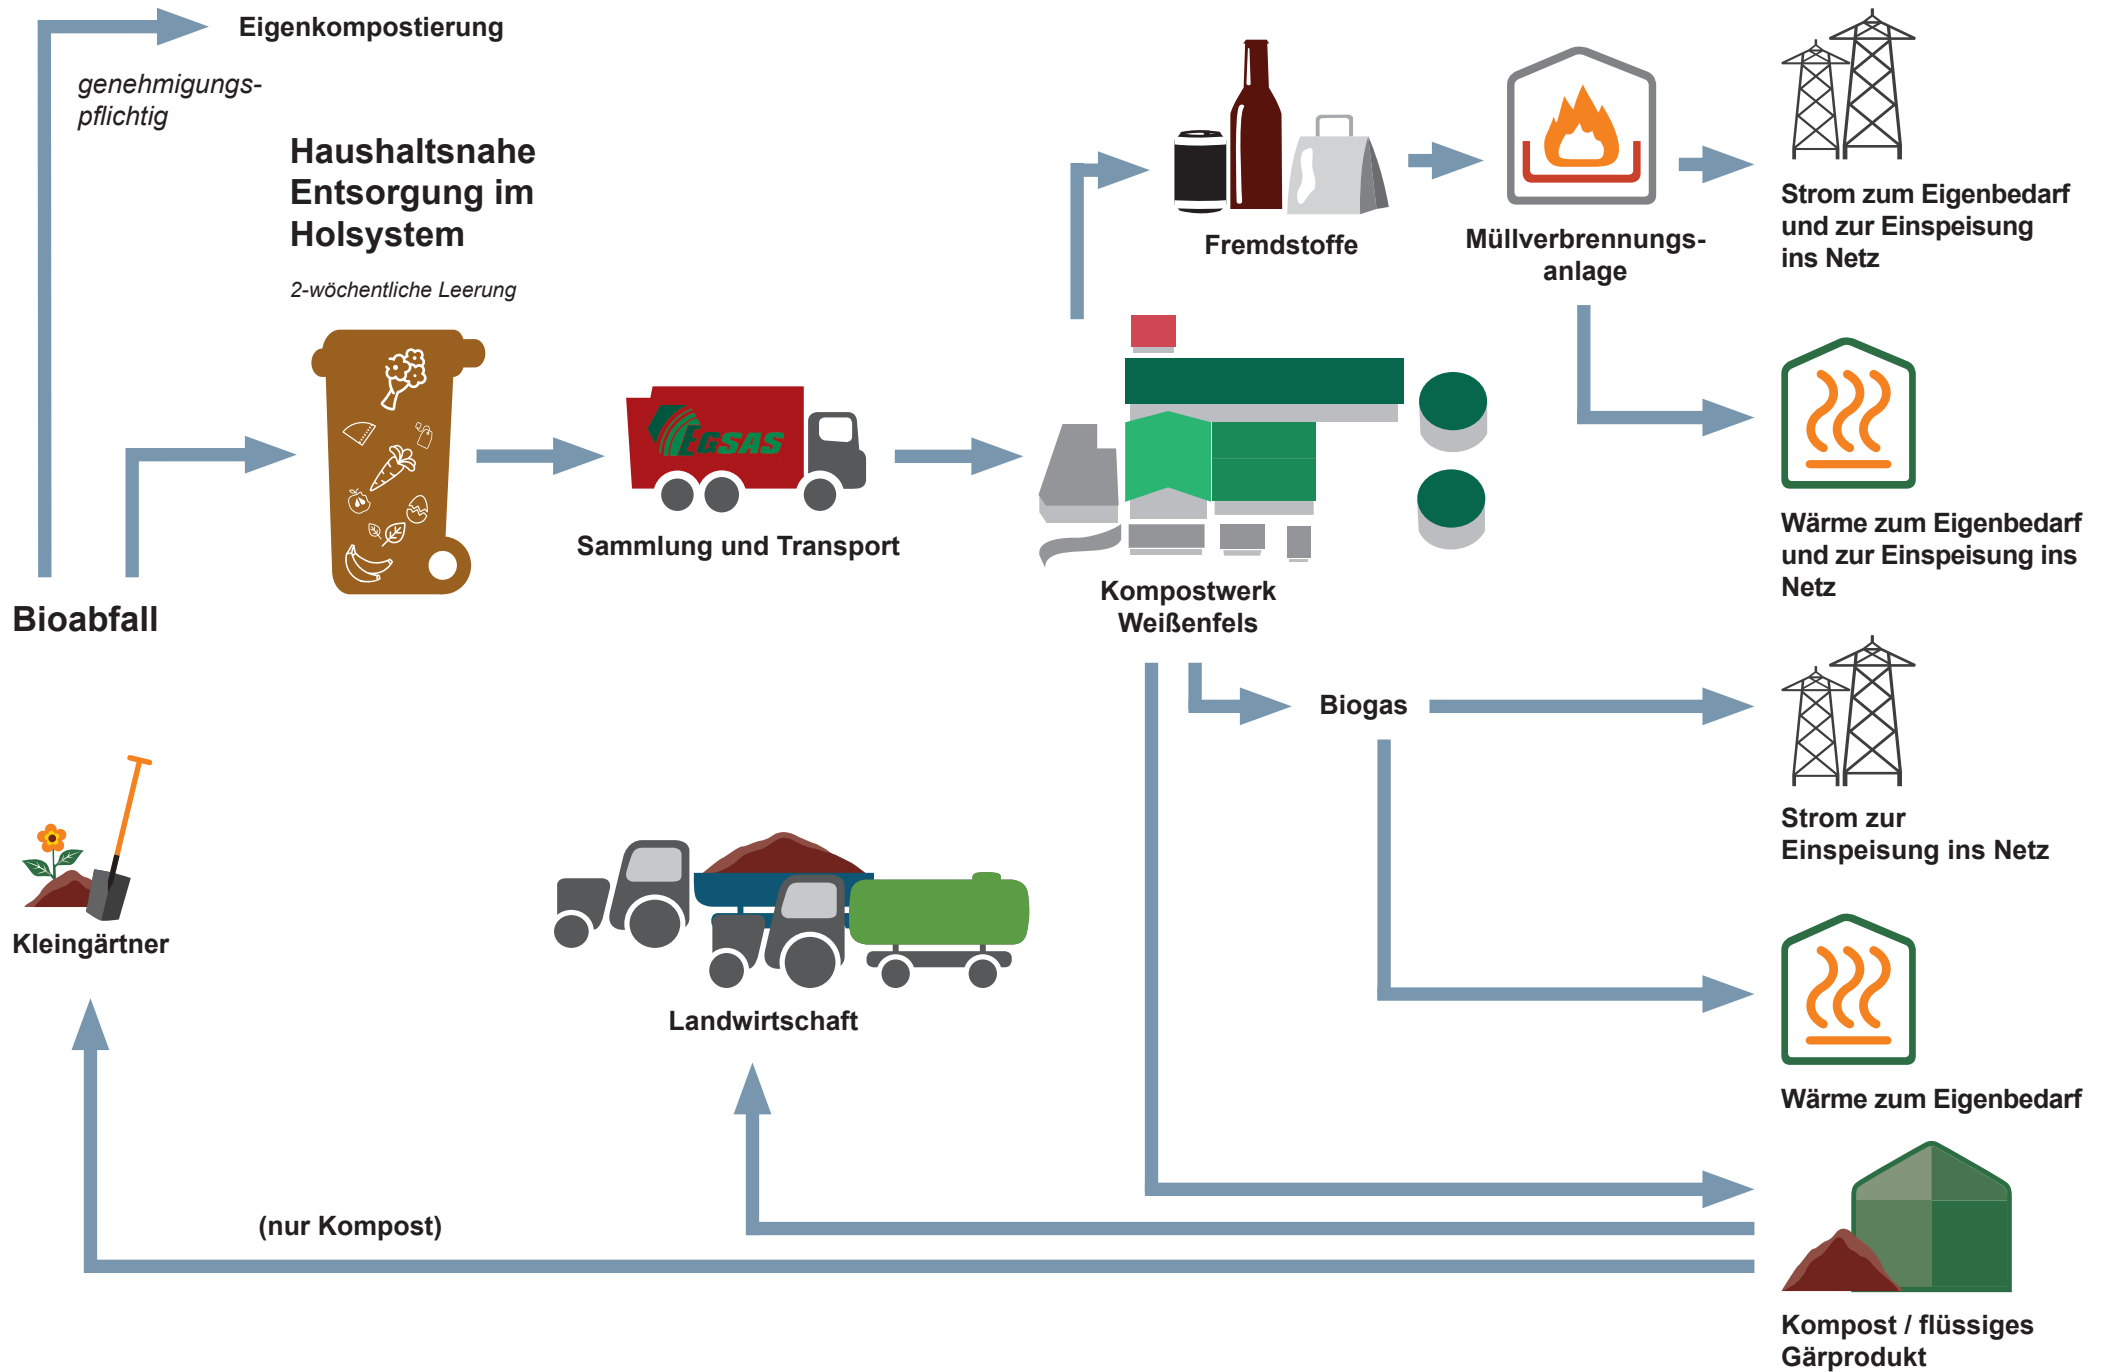 Eigenkompostierung
genehmigungs-
pflichtig
Haushaltsnahe
Entsorgung im
Holsystem
2-wöchentliche Leerung
Bioabfall
EGSAS
Sammlung und Transport
Kompostwerk
Weißenfels
Fremdstoffe
Müllverbrennungs-
anlage
Strom zum Eigenbedarf
und zur Einspeisung
ins Netz
Wärme zum Eigenbedarf
und zur Einspeisung ins
Netz
Biogas
Strom zur
Einspeisung ins Netz
Wärme zum Eigenbedarf
Kompost / flüssiges
Gärprodukt
Landwirtschaft
Kleingärtner
(nur Kompost)